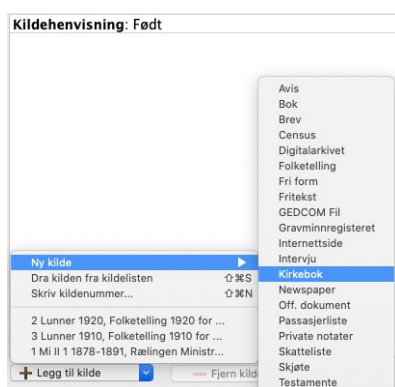 Kildehenvisning: Født
Avis
Bok
Brev
Census
Digitalarkivet
Folketelling
Fri form
Fritekst
GEDCOM Fil
Gravminnregisteret
Internettside
Intervju
Kirkebok
Newspaper
Off. dokument
Passasjerliste
Private notater
Skatteliste
Skjøte
Testamente
Ny kilde
Dra kilden fra kildelisten ⇧⌘S
Skriv kildenummer... ⇧⌘N
2 Lunner 1920, Folketelling 1920 for ...
3 Lunner 1910, Folketelling 1910 for ...
1 Mi II 1 1878-1891, Rælingen Ministr...
Legg til kilde
Fjern kild